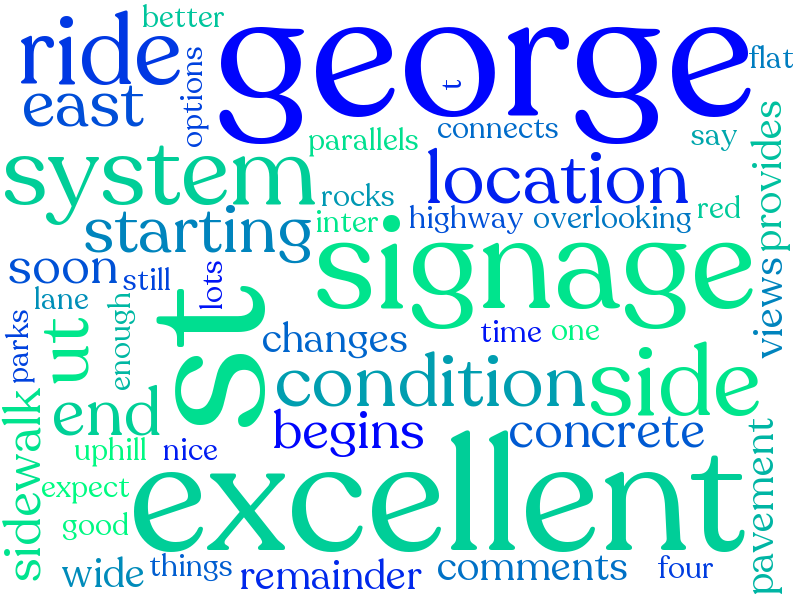 better
ride
george
flat
east
options
t
parallels
connects
say
system
location
provides
rocks
starting
inter
highway
overlooking
red
soon
still
lots
signage
views
lane
enough
st
parks
ut
changes
time
one
condition
side
end
begins
concrete
sidewalk
uphill
nice
excellent
pavement
expect
good
wide
things
remainder
comments
four